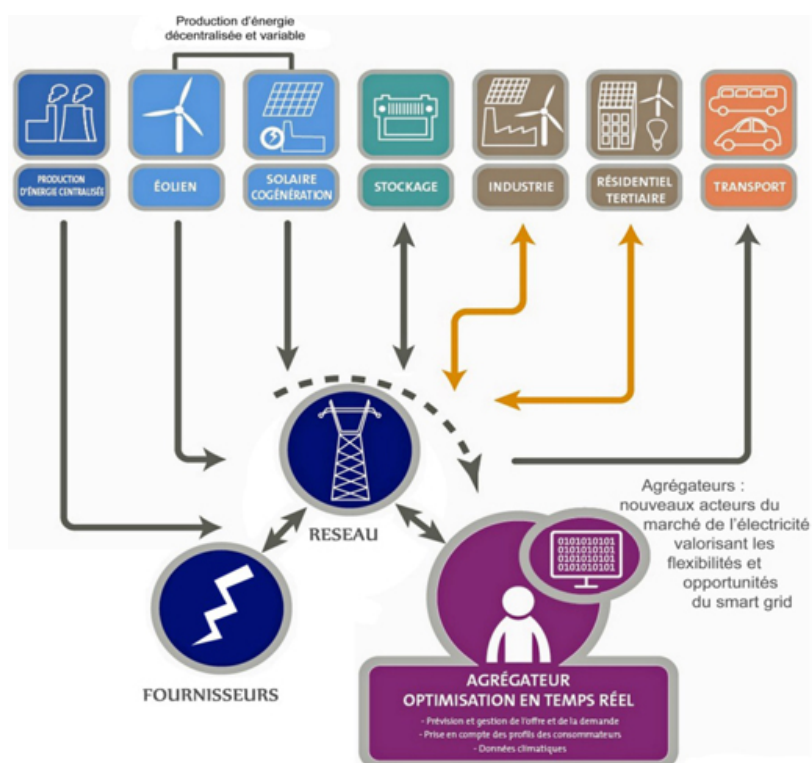 Production d'énergie
décentralisée et variable
PRODUCTION
D'ÉNERGIE CENTRALISÉE
ÉOLIEN
SOLAIRE
COGÉNÉRATION
STOCKAGE
INDUSTRIE
RÉSIDENTIEL
TERTIAIRE
TRANSPORT
RESEAU
FOURNISSEURS
Agrégateurs :
nouveaux acteurs du
marché de l'électricité
valorisant les
flexibilités et
opportunités
du smart grid
0101010101
0101010101
0101010101
0101010101
AGRÉGATEUR
OPTIMISATION EN TEMPS RÉEL
- Prévision et gestion de l'offre et de la demande
- Prise en compte des profils des consommateurs
- Données climatiques